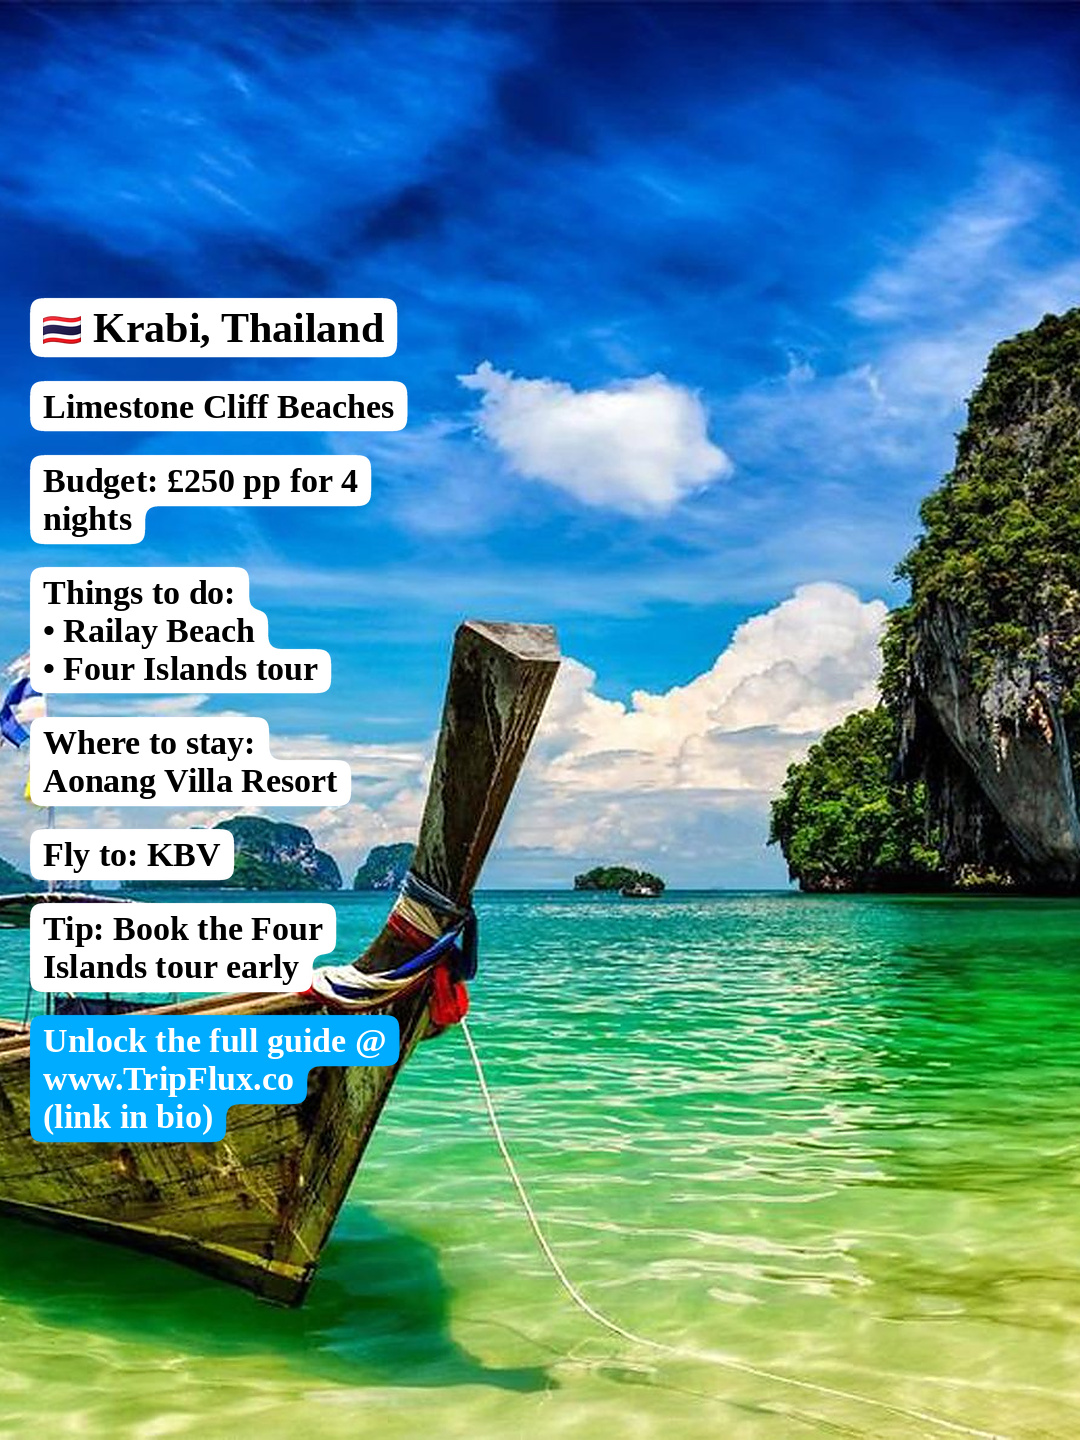 🇹🇭 Krabi, Thailand
Limestone Cliff Beaches
Budget: £250 pp for 4
nights
Things to do:
• Railay Beach
• Four Islands tour
Where to stay:
Aonang Villa Resort
Fly to: KBV
Tip: Book the Four
Islands tour early
Unlock the full guide @
www.TripFlux.co
(link in bio)